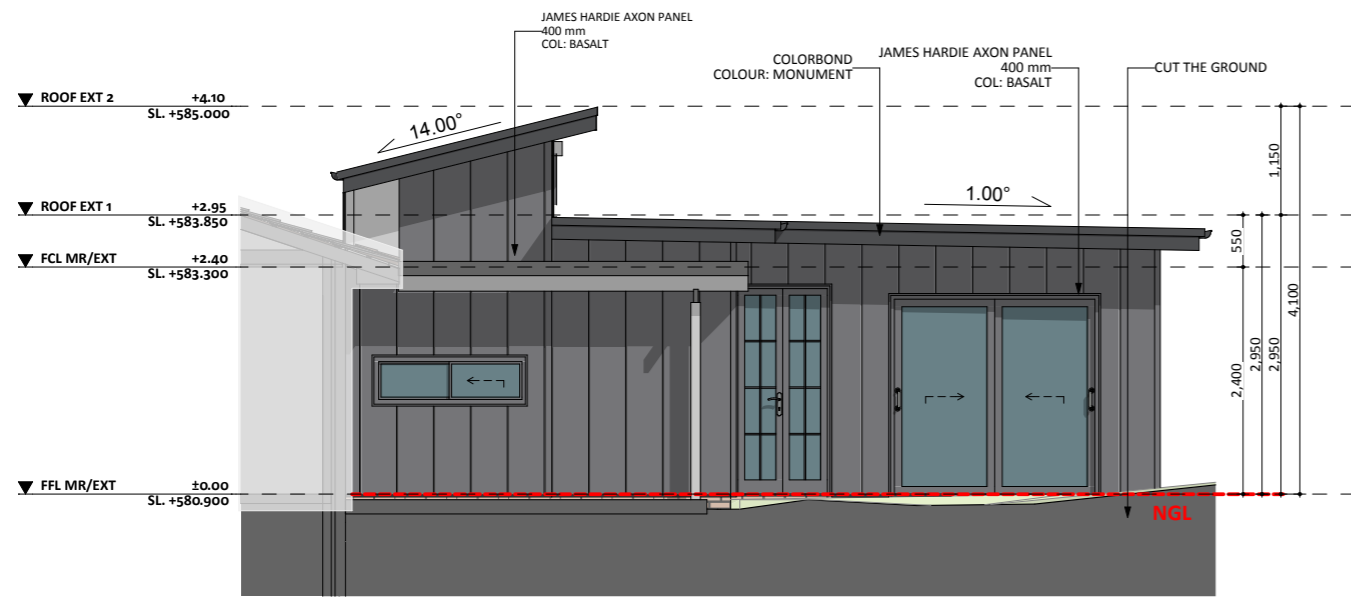 JAMES HARDIE AXON PANEL
400 mm
COL: BASALT
COLORBOND
COLOUR: MONUMENT
JAMES HARDIE AXON PANEL
400 mm
COL: BASALT
CUT THE GROUND
ROOF EXT 2 +4.10
SL. +585.000
14.00°
1,150
ROOF EXT 1 +2.95
SL. +583.850
1.00°
550
FCL MR/EXT +2.40
SL. +583.300
2,400
2,950
2,950
4,100
FFL MR/EXT ±0.00
SL. +580.900
NGL